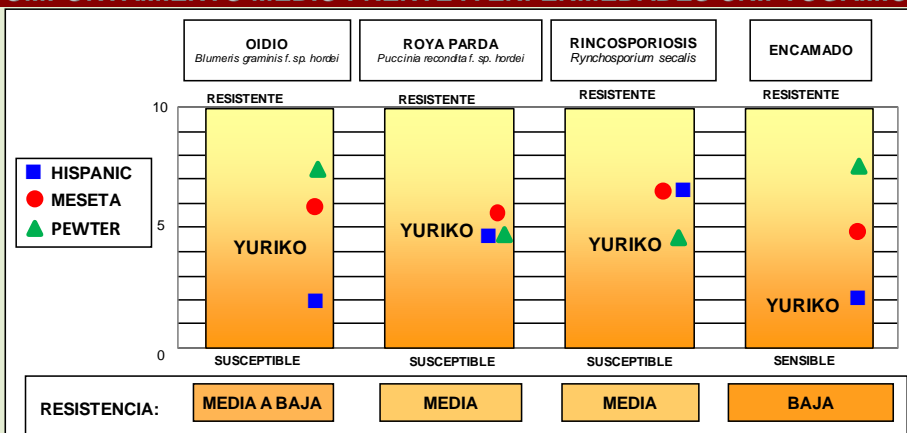 OIDIO
Blumeris graminis f. sp. hordei
ROYA PARDA
Puccinia recondita f. sp. hordei
RINCOSPORIOSIS
Rynchosporium secalis
ENCAMADO
RESISTENTE
RESISTENTE
RESISTENTE
RESISTENTE
10
5
0
HISPANIC
MESETA
PEWTER
YURIKO
YURIKO
YURIKO
YURIKO
SUSCEPTIBLE
SUSCEPTIBLE
SUSCEPTIBLE
SENSIBLE
RESISTENCIA:
MEDIA A BAJA
MEDIA
MEDIA
BAJA